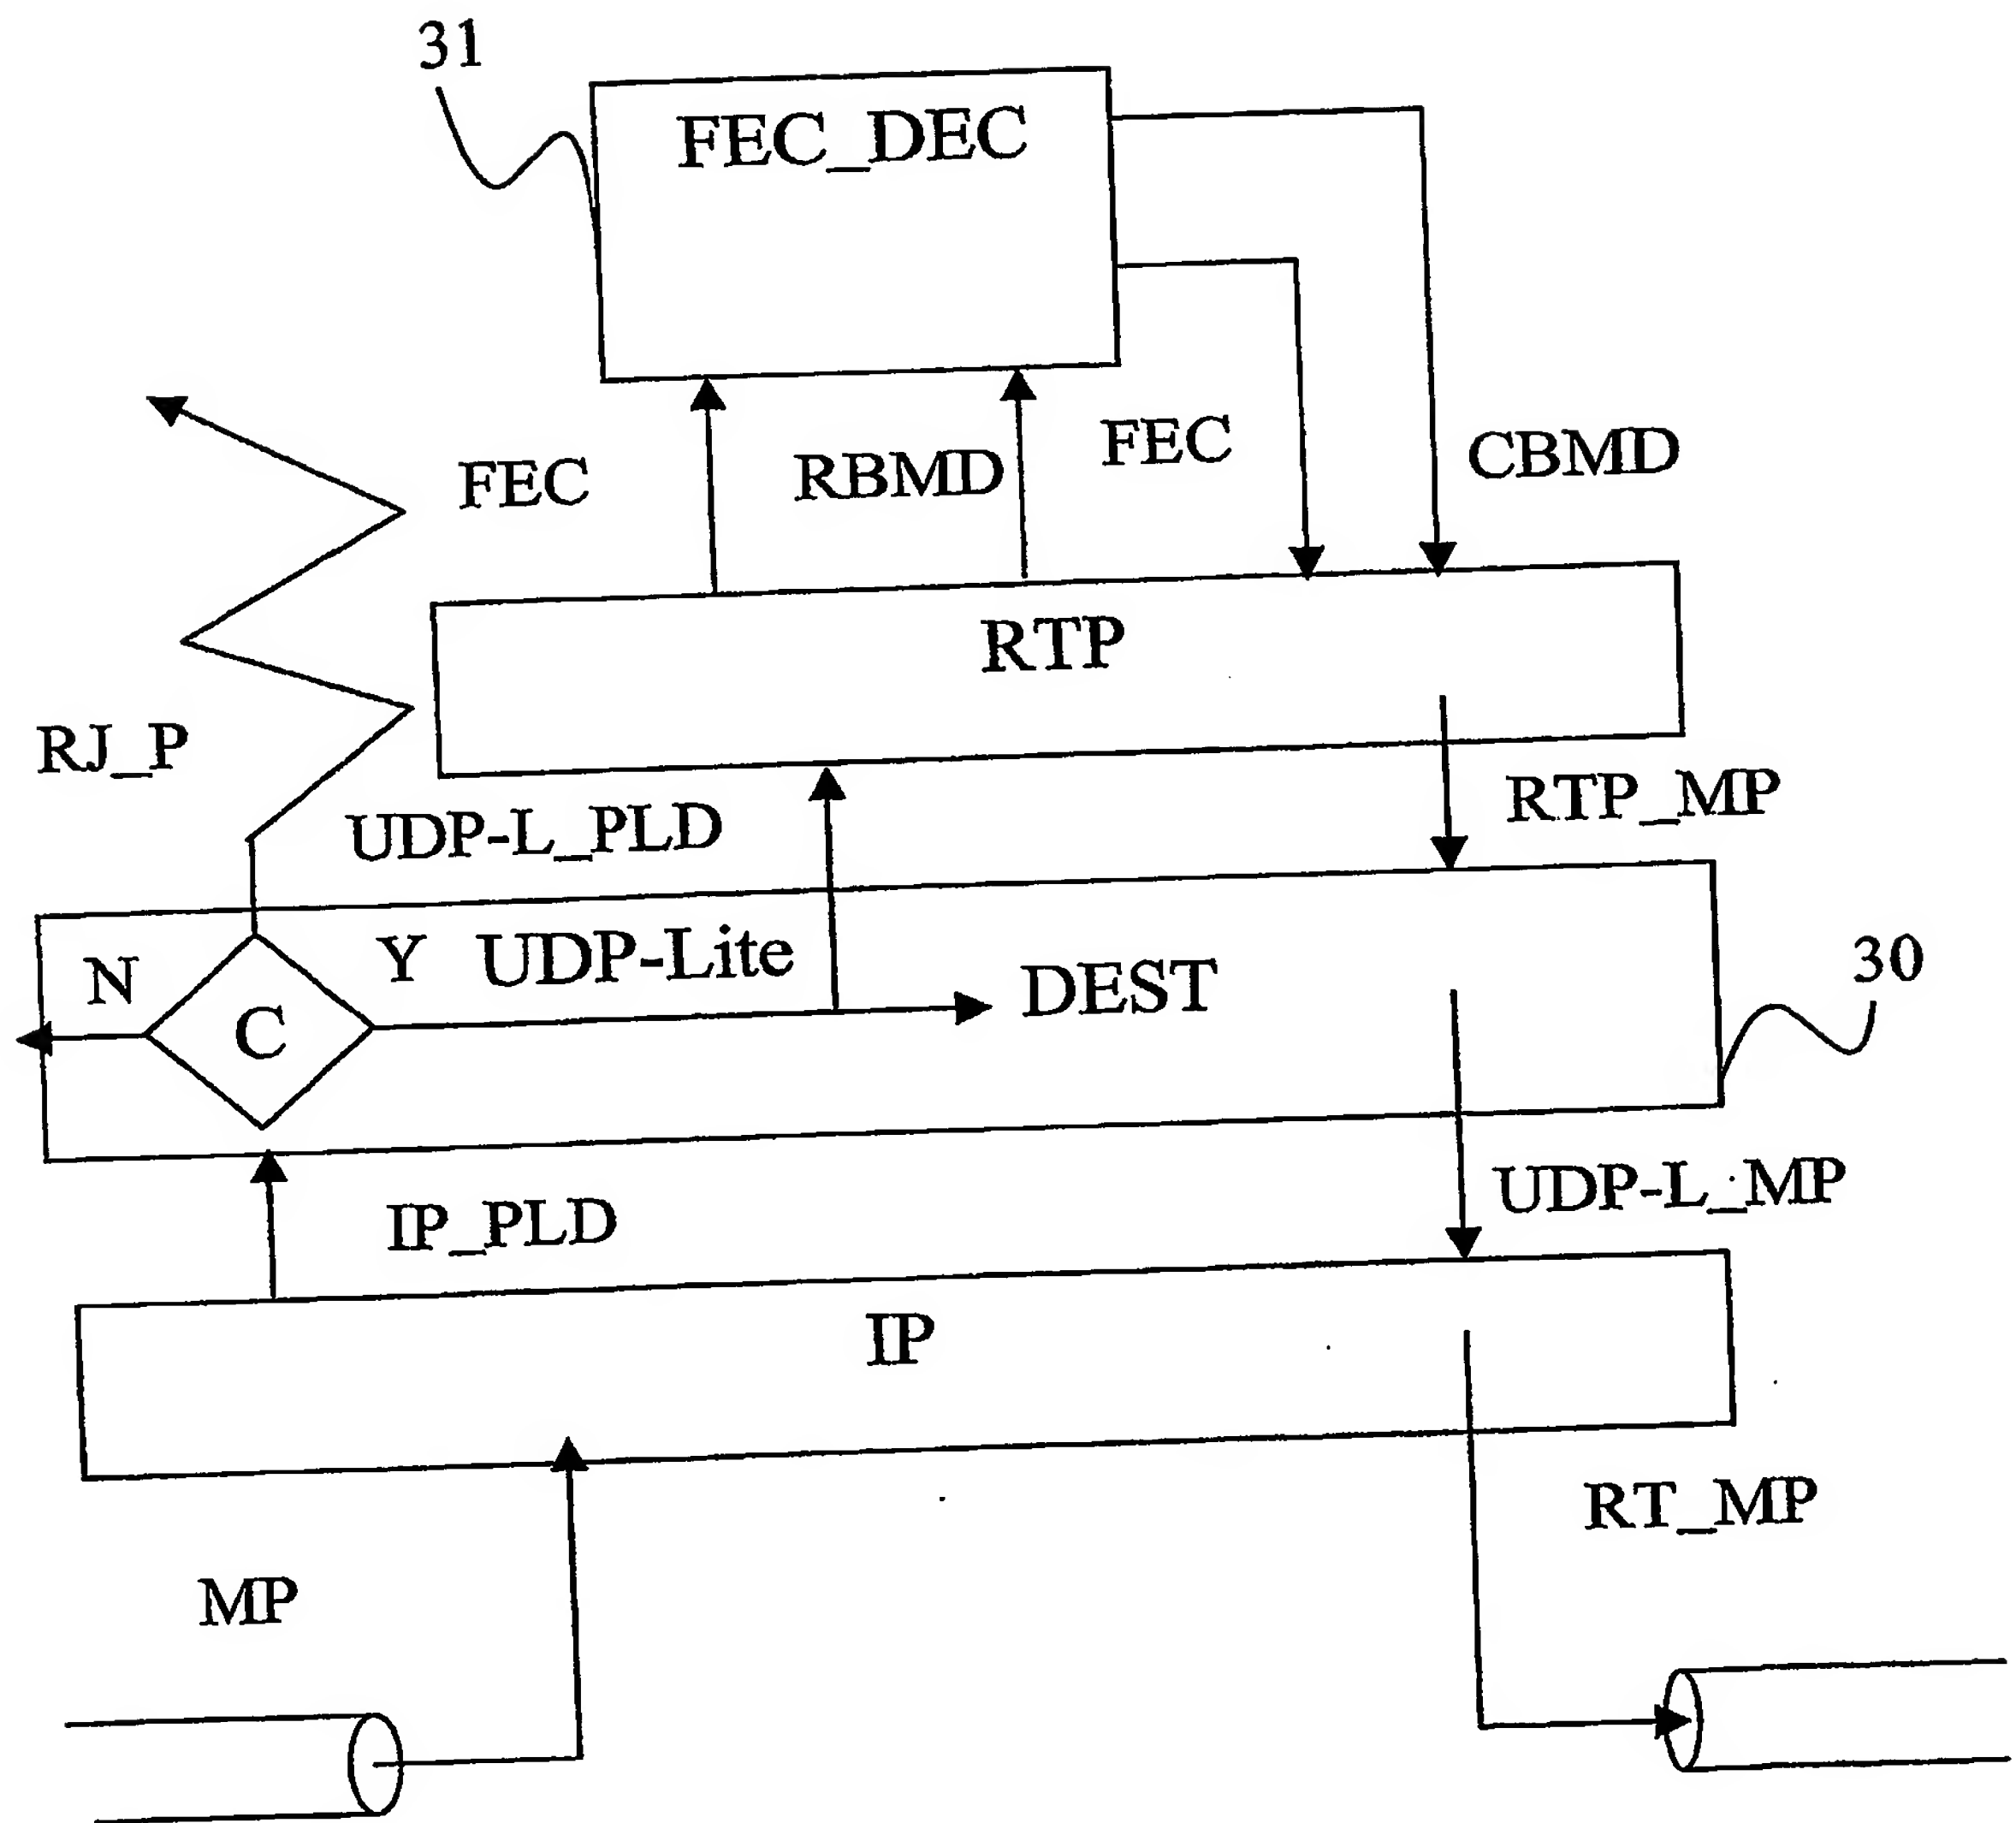 31
FEC_DEC
FEC
RBMD
FEC
CBMD
RTP
RJ_P
UDP-L_PLD
RTP_MP
N
Y
UDP-Lite
DEST
C
30
IP_PLD
UDP-L_MP
IP
RT_MP
MP